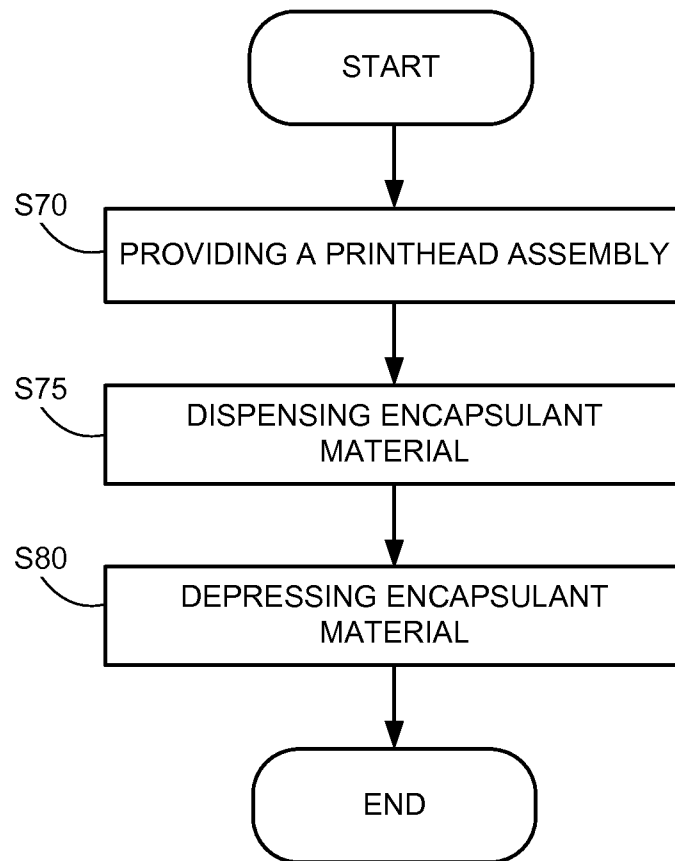 START
S70
PROVIDING A PRINTHEAD ASSEMBLY
S75
DISPENSING ENCAPSULANT
MATERIAL
S80
DEPRESSING ENCAPSULANT
MATERIAL
END